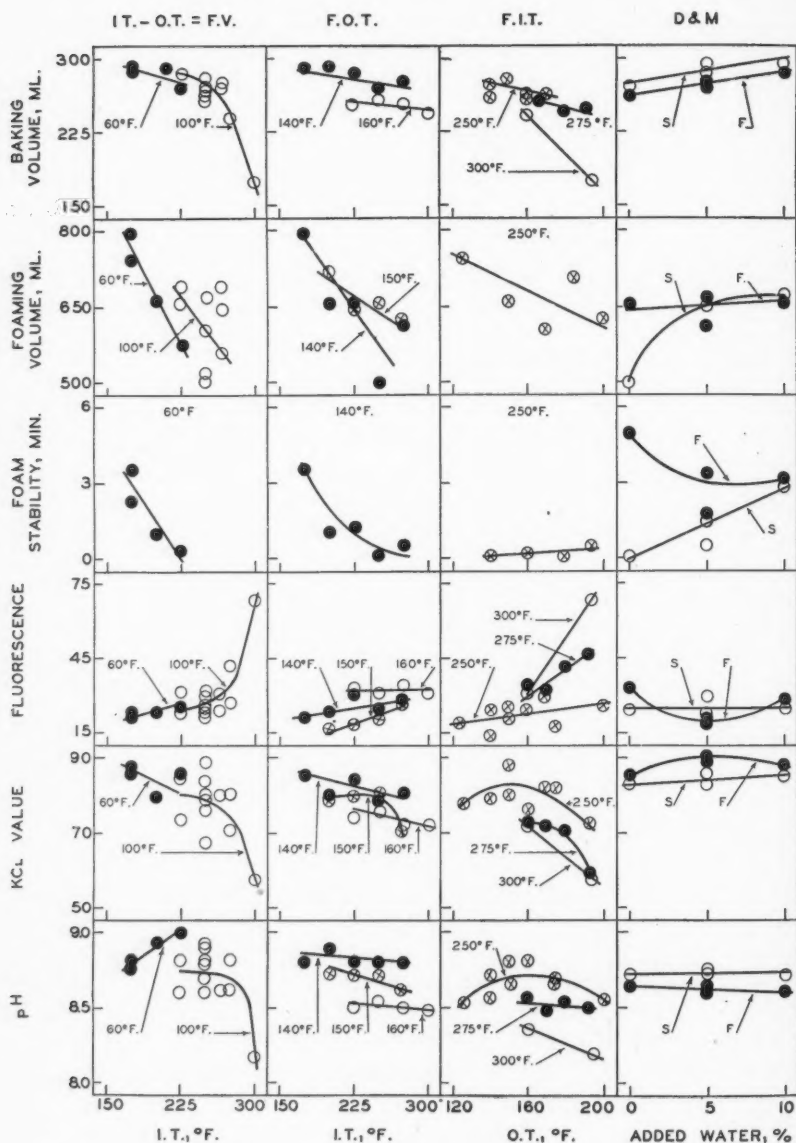 I.T. – O.T. = F.V. F.O.T. F.I.T. D & M
BAKING VOLUME, ML.
300
225
150
60°F. 100°F.
140°F. 160°F.
250°F. 275°F. 300°F.
S F
FOAMING VOLUME, ML.
800
650
500
60°F. 100°F.
150°F. 140°F.
250°F.
S F
FOAM STABILITY, MIN.
6
3
0
60°F
140°F.
250°F.
F S
FLUORESCENCE
75
45
15
60°F. 100°F.
140°F. 150°F. 160°F.
300°F. 275°F. 250°F.
S F
KCL VALUE
90
70
50
60°F. 100°F.
140°F. 150°F. 160°F.
250°F. 275°F. 300°F.
S F
pH
9.0
8.5
8.0
60°F. 100°F.
140°F. 150°F. 160°F.
250°F. 275°F. 300°F.
S F
150 225 300 150 225 300 120 160 200 0 5 10
I.T., °F. I.T., °F. O.T., °F. ADDED WATER, %